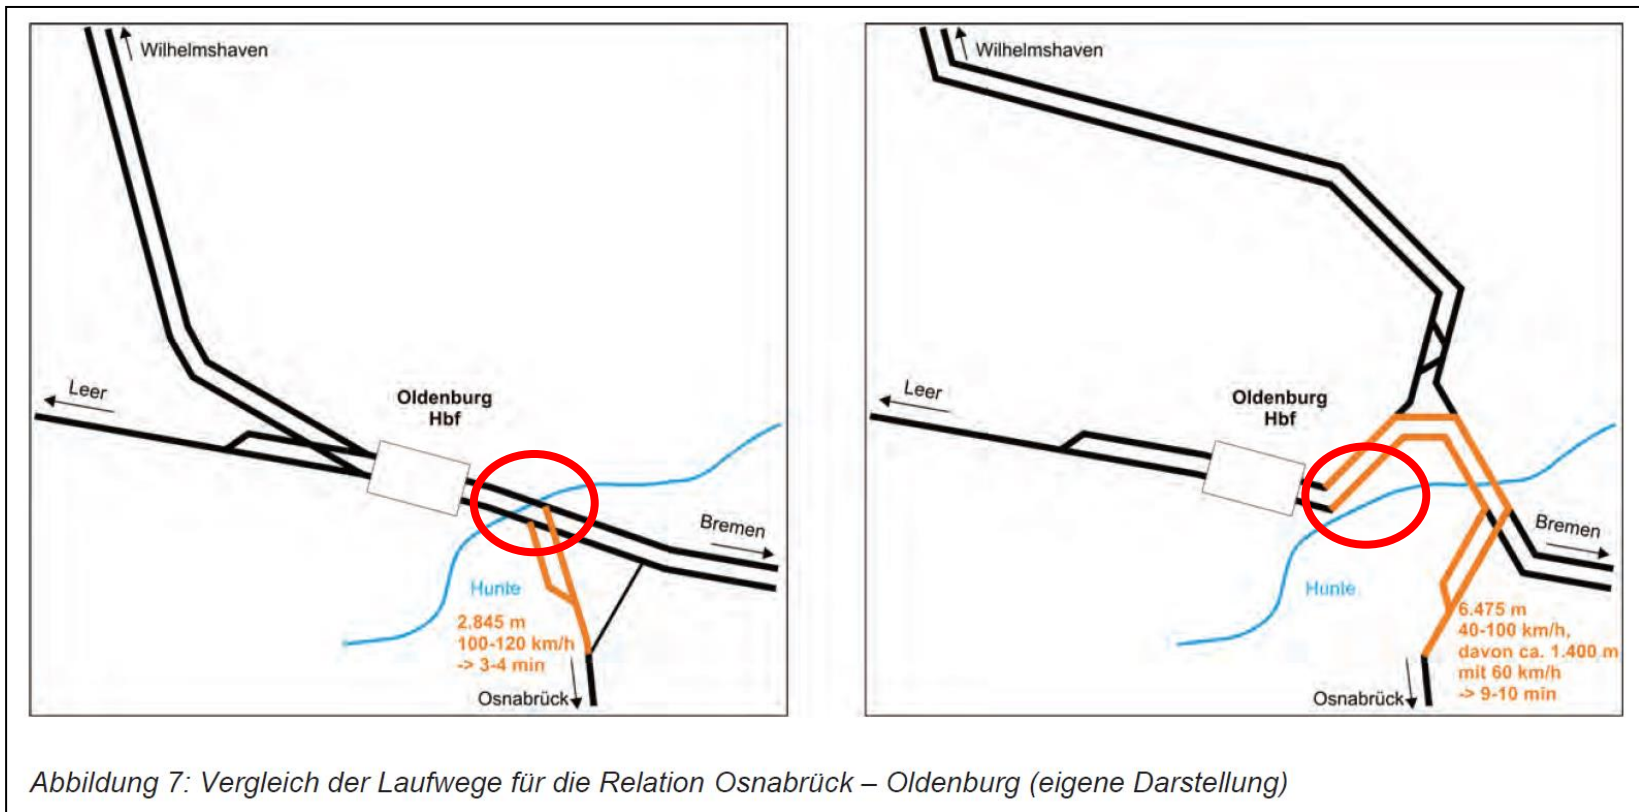 Wilhelmshaven
Leer
Oldenburg
Hbf
Bremen
Hunte
2.845 m
100-120 km/h
-> 3-4 min
Osnabrück
Wilhelmshaven
Leer
Oldenburg
Hbf
Bremen
Hunte
6.475 m
40-100 km/h,
davon ca. 1.400 m
mit 60 km/h
-> 9-10 min
Osnabrück
Abbildung 7: Vergleich der Laufwege für die Relation Osnabrück – Oldenburg (eigene Darstellung)